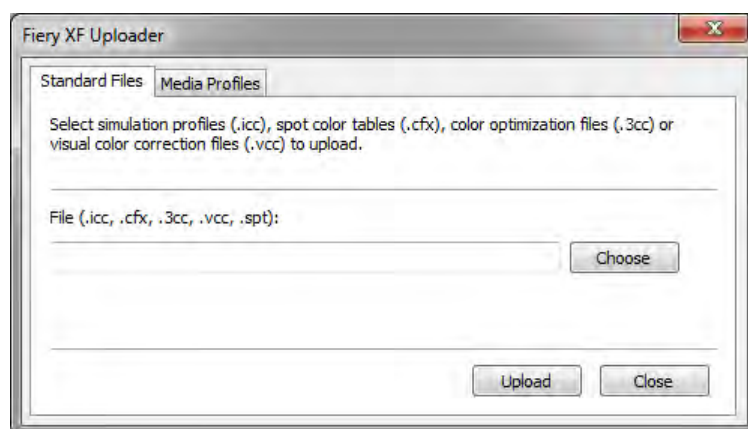 Fiery XF Uploader
Standard Files
Media Profiles
Select simulation profiles (.icc), spot color tables (.cfx), color optimization files (.3cc) or
visual color correction files (.vcc) to upload.
File (.icc, .cfx, .3cc, .vcc, .spt):
Choose
Upload
Close